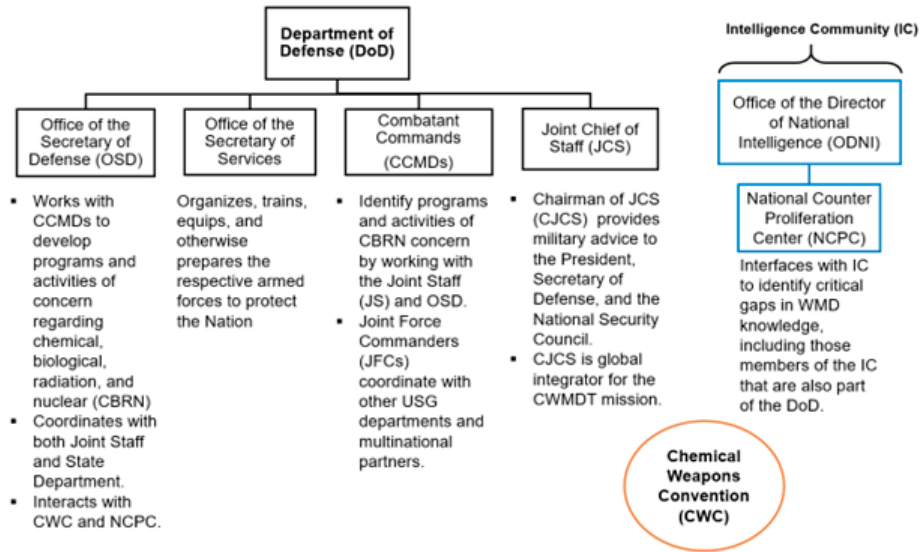 Department of
Defense (DoD)
Intelligence Community (IC)
Office of the
Secretary of
Defense (OSD)
Office of the
Secretary of
Services
Combatant
Commands
(CCMDs)
Joint Chief of
Staff (JCS)
Office of the Director
of National
Intelligence (ODNI)
National Counter
Proliferation
Center (NCPC)
▪ Works with
CCMDs to
develop
programs and
activities of
concern
regarding
chemical,
biological,
radiation, and
nuclear (CBRN)
▪ Coordinates with
both Joint Staff
and State
Department.
▪ Interacts with
CWC and NCPC.
Organizes, trains,
equips, and
otherwise
prepares the
respective armed
forces to protect
the Nation
▪ Identify programs
and activities of
CBRN concern
by working with
the Joint Staff
(JS) and OSD.
▪ Joint Force
Commanders
(JFCs)
coordinate with
other USG
departments and
multinational
partners.
▪ Chairman of JCS
(CJCS) provides
military advice to
the President,
Secretary of
Defense, and the
National Security
Council.
▪ CJCS is global
integrator for the
CWMDT mission.
Interfaces with IC
to identify critical
gaps in WMD
knowledge,
including those
members of the IC
that are also part
of the DoD.
Chemical
Weapons
Convention
(CWC)